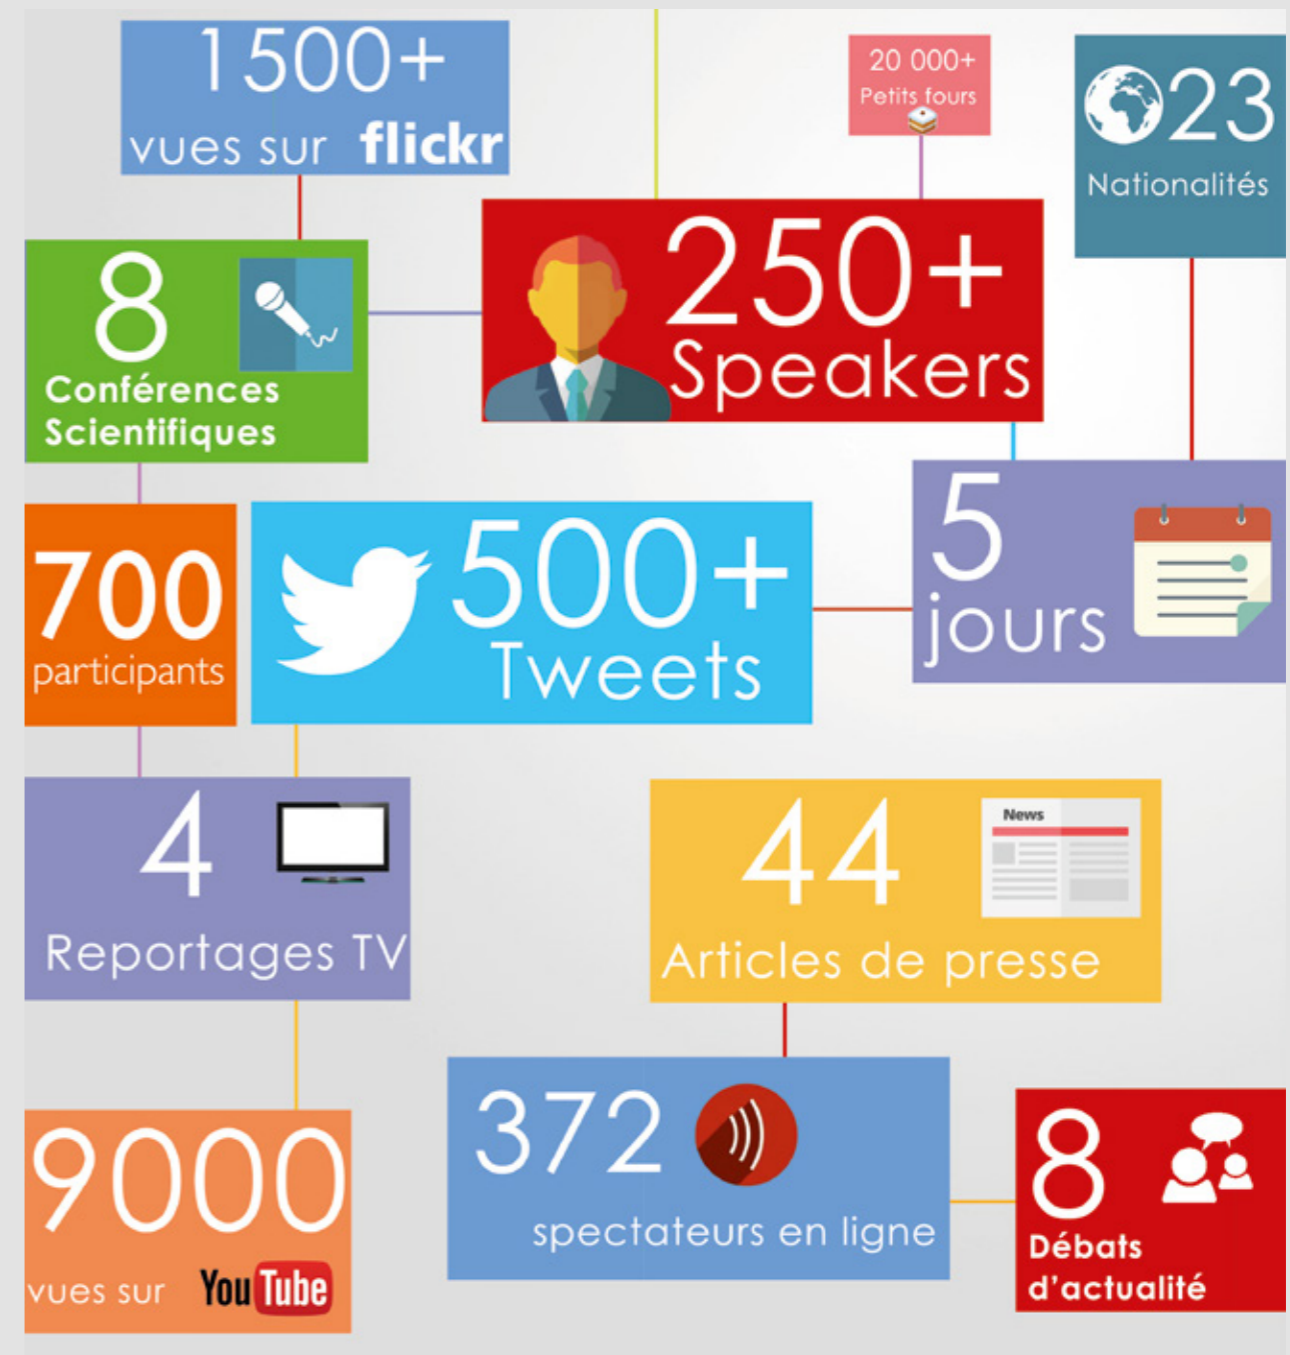 1500+
vues sur flickr
20 000+
Petits fours
23
Nationalités
8
Conférences
Scientifiques
250+
Speakers
700
participants
500+
Tweets
5
jours
4
Reportages TV
44
News
Articles de presse
9000
vues sur YouTube
372
spectateurs en ligne
8
Débats
d'actualité